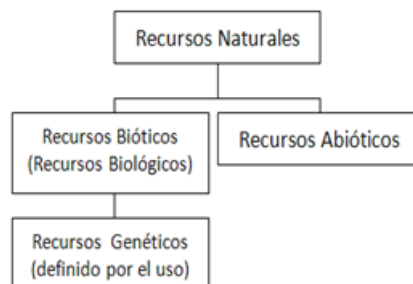 Recursos Naturales
Recursos Bióticos
(Recursos Biológicos)
Recursos Abióticos
Recursos Genéticos
(definido por el uso)